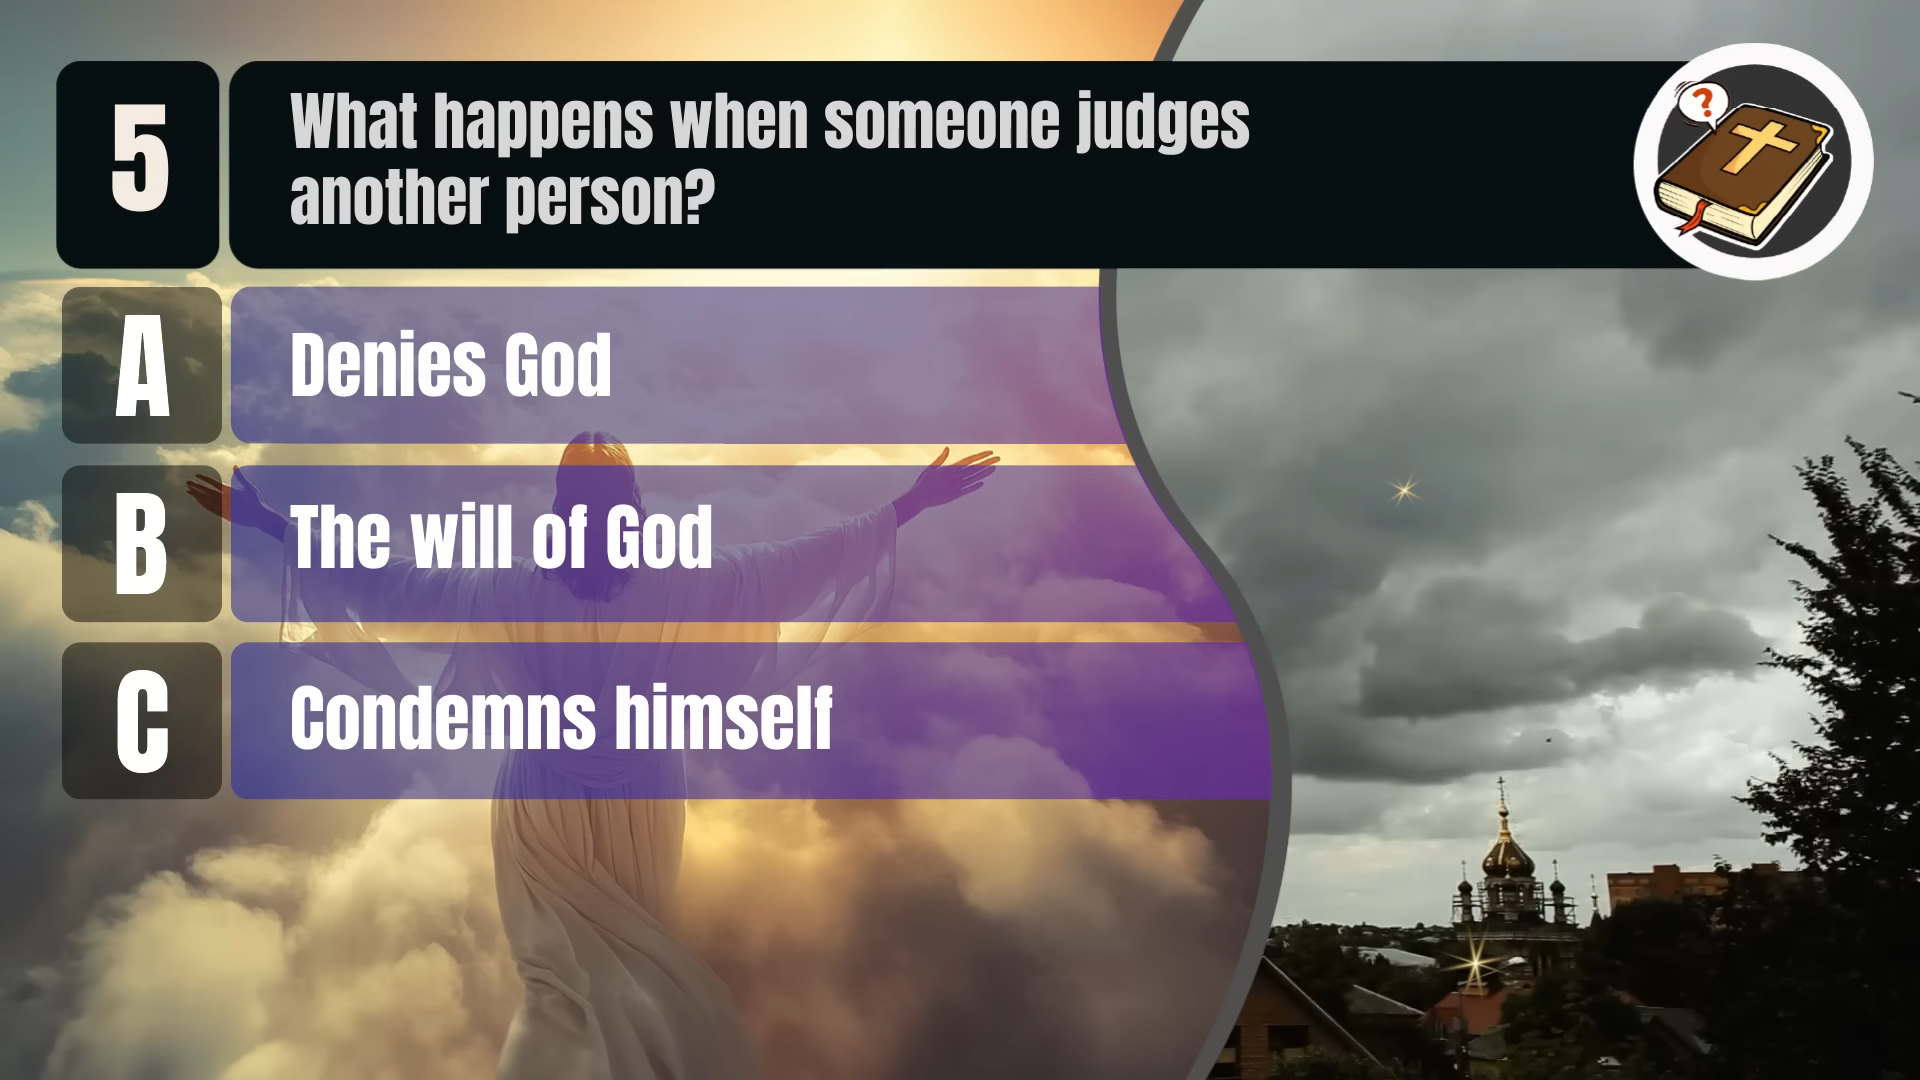 5
What happens when someone judges
another person?
?
A
Denies God
B
The will of God
C
Condemns himself